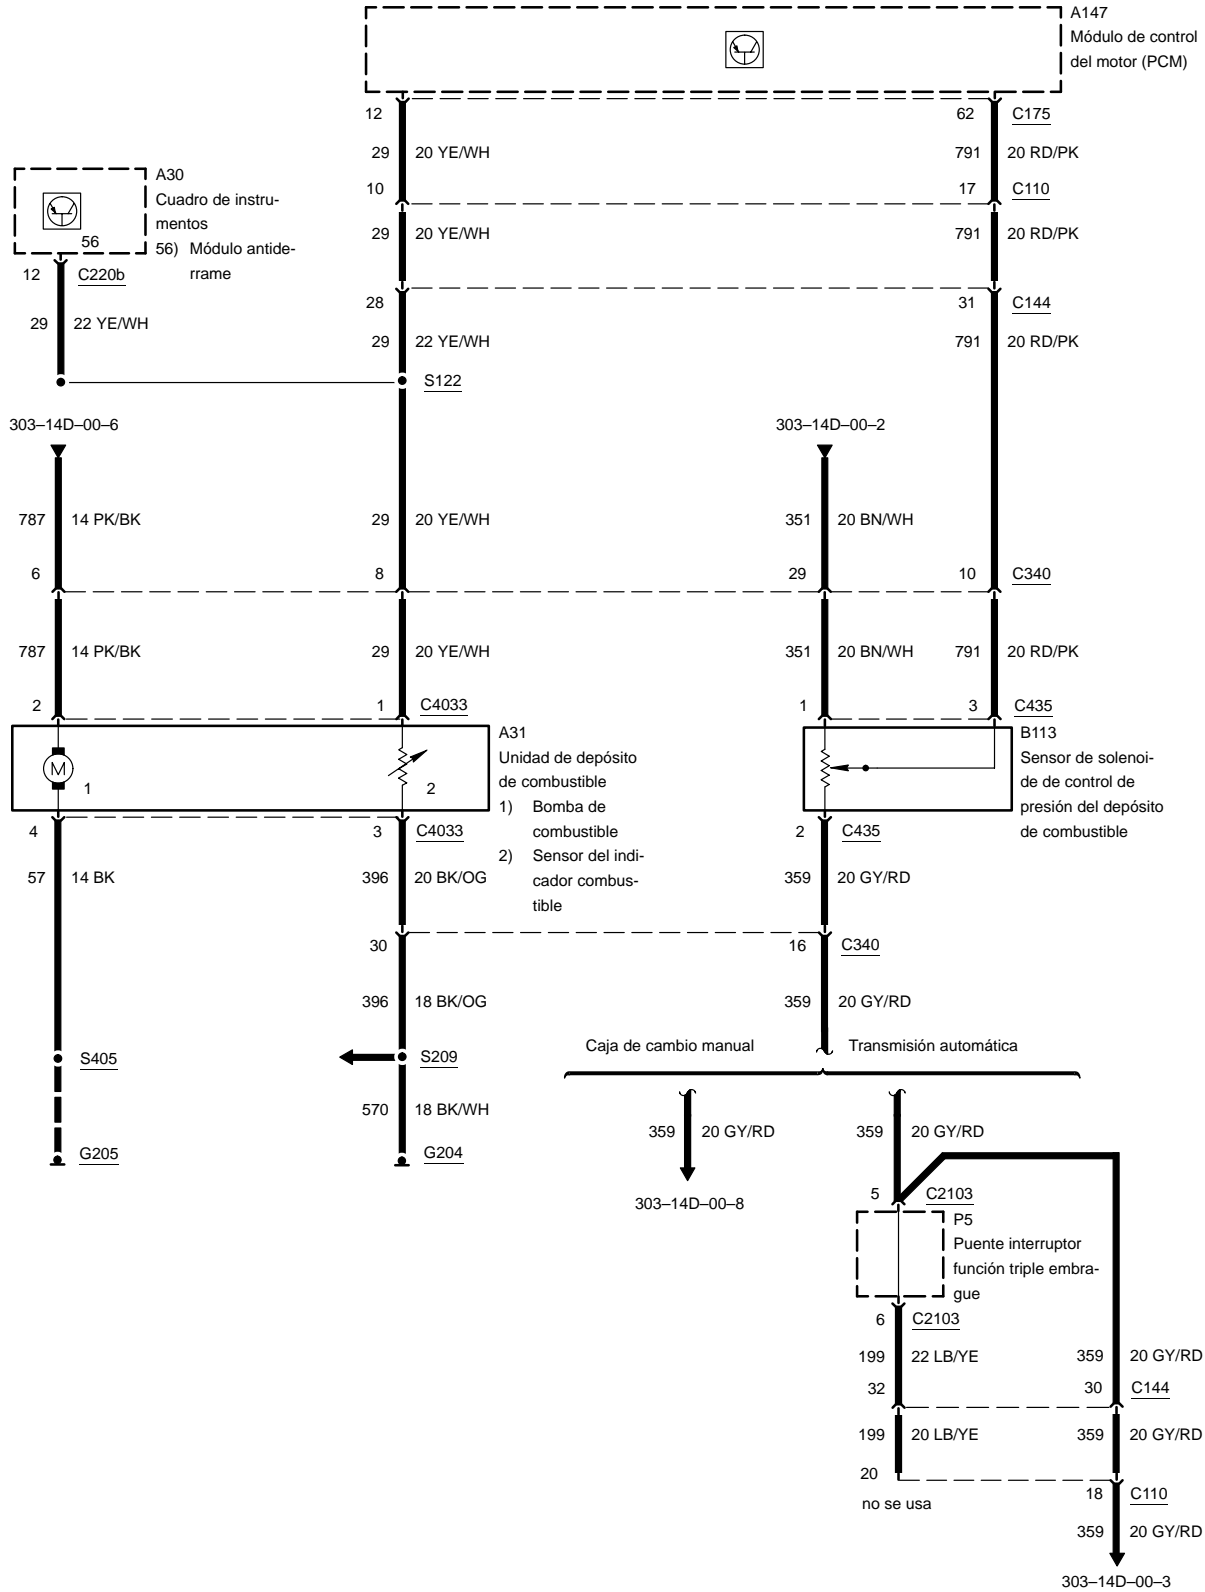 A147
Módulo de control
del motor (PCM)
12
62
C175
29
20 YE/WH
791
20 RD/PK
10
17
C110
A30
Cuadro de instru-
mentos
56) Módulo antide-
rrame
56
12
C220b
29
20 YE/WH
791
20 RD/PK
28
31
C144
29
22 YE/WH
29
22 YE/WH
791
20 RD/PK
S122
303–14D–00–6
303–14D–00–2
787
14 PK/BK
29
20 YE/WH
351
20 BN/WH
6
8
29
10
C340
787
14 PK/BK
29
20 YE/WH
351
20 BN/WH
791
20 RD/PK
2
1
C4033
1
3
C435
A31
Unidad de depósito
de combustible
1) Bomba de
combustible
2) Sensor del indi-
cador combus-
tible
M
1
2
B113
Sensor de solenoi-
de de control de
presión del depósito
de combustible
4
3
C4033
2
C435
57
14 BK
396
20 BK/OG
359
20 GY/RD
30
16
C340
396
18 BK/OG
359
20 GY/RD
S405
S209
Caja de cambio manual
Transmisión automática
570
18 BK/WH
359
20 GY/RD
359
20 GY/RD
G205
G204
303–14D–00–8
5
C2103
P5
Puente interruptor
función triple embra-
gue
6
C2103
199
22 LB/YE
359
20 GY/RD
32
30
C144
199
20 LB/YE
359
20 GY/RD
20
no se usa
18
C110
359
20 GY/RD
303–14D–00–3